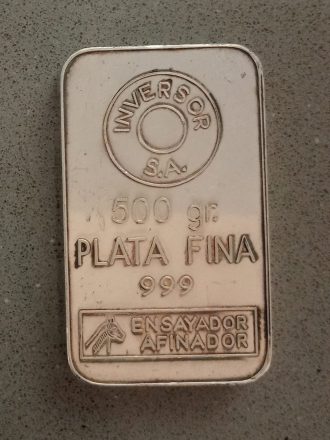 INVERSOR
S.A.
500 gr.
PLATA FINA
999
ENSAYADOR
AFINADOR